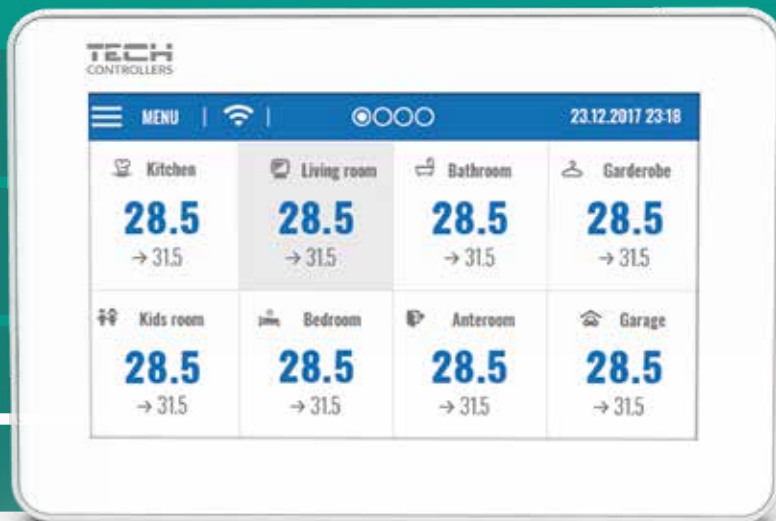 TECH
CONTROLLERS
MENU | | 23.12.2017 23:18
Kitchen Living room Bathroom Garderobe
28.5 28.5 28.5 28.5
→ 31.5 → 31.5 → 31.5 → 31.5
Kids room Bedroom Anteroom Garage
28.5 28.5 28.5 28.5
→ 31.5 → 31.5 → 31.5 → 31.5